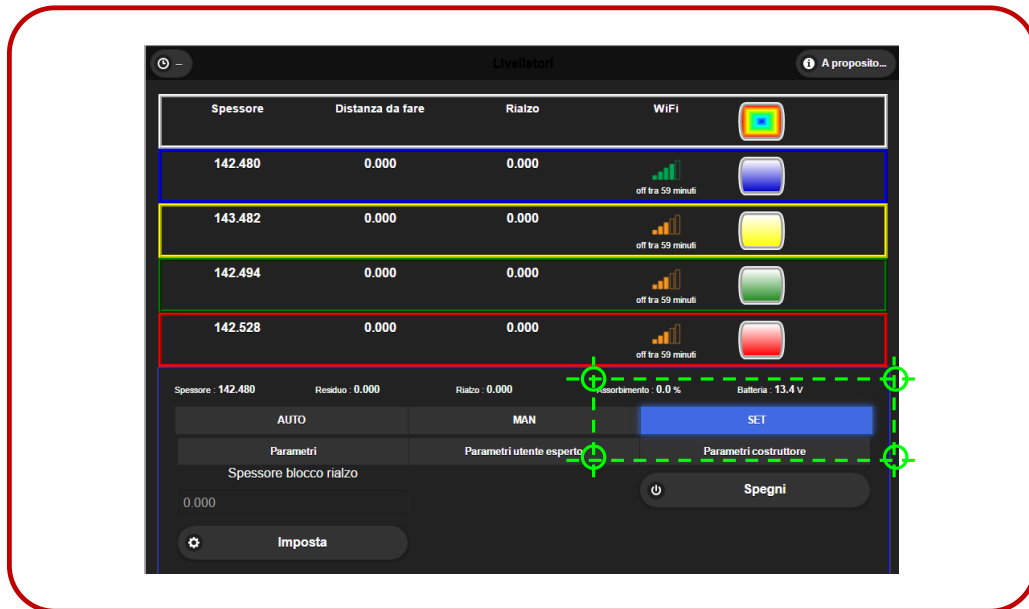 – Livellatori A proposito...
Spessore Distanza da fare Rialzo WiFi
142.480 0.000 0.000
off tra 59 minuti
143.482 0.000 0.000
off tra 59 minuti
142.494 0.000 0.000
off tra 59 minuti
142.528 0.000 0.000
off tra 59 minuti
Spessore : 142.480 Residuo : 0.000 Rialzo : 0.000 Assorbimento : 0.0 % Batteria : 13.4 V
AUTO MAN SET
Parametri Parametri utente esperto Parametri costruttore
Spessore blocco rialzo
Spegni
0.000
Imposta